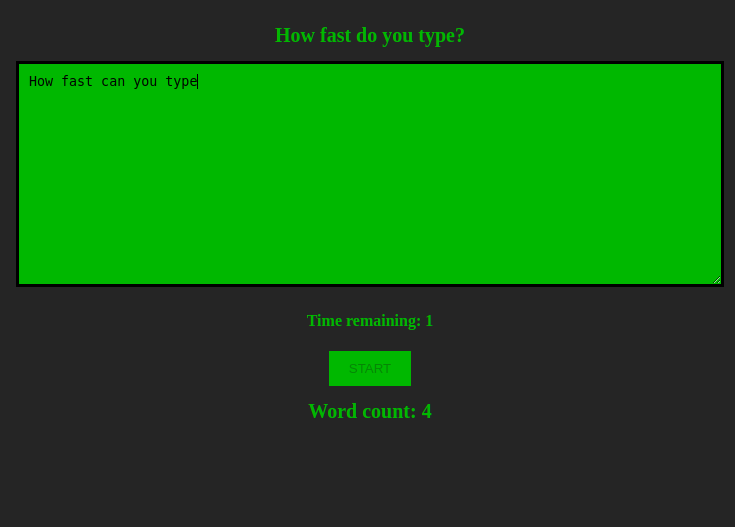 How fast do you type?
How fast can you type
Time remaining: 1
START
Word count: 4